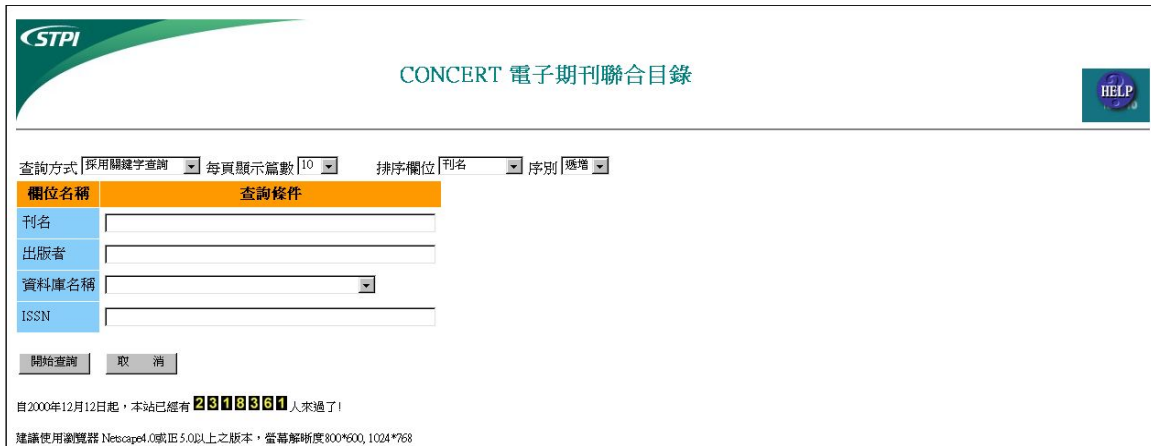 STPI
CONCERT 電子期刊聯合目錄
HELP
查詢方式 採用關鍵字查詢 每頁顯示篇數 10 排序欄位 刊名 序別 遞增
欄位名稱 查詢條件
刊名
出版者
資料庫名稱
ISSN
開始查詢 取 消
自2000年12月12日起，本站已經有 2318361 人來過了!
建議使用瀏覽器 Netscape4.0或IE 5.0以上之版本，螢幕解晰度800*600, 1024*768